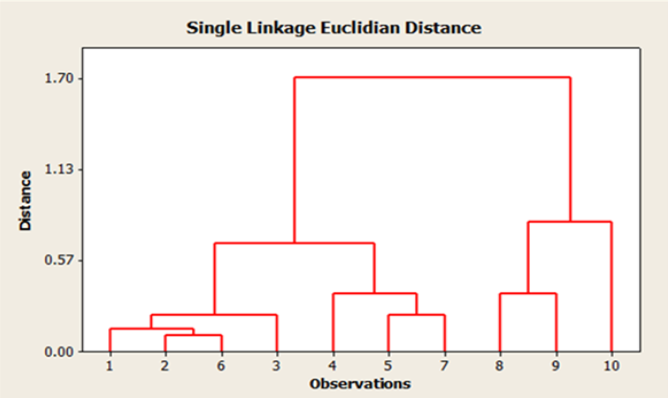 Single Linkage Euclidian Distance
1.70
1.13
0.57
0.00
Distance
1 2 6 3 4 5 7 8 9 10
Observations